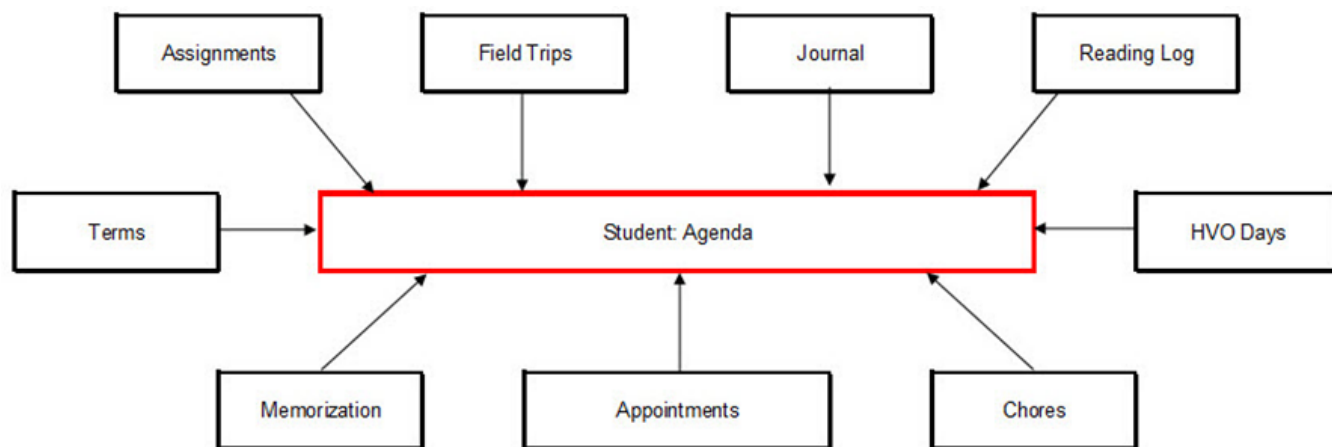 Assignments
Field Trips
Journal
Reading Log
Terms
Student: Agenda
HVO Days
Memorization
Appointments
Chores